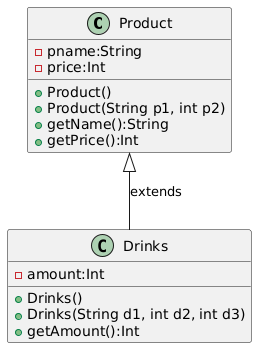 C Product
pname:String
price:Int
Product()
Product(String p1, int p2)
getName():String
getPrice():Int
extends
C Drinks
amount:Int
Drinks()
Drinks(String d1, int d2, int d3)
getAmount():Int